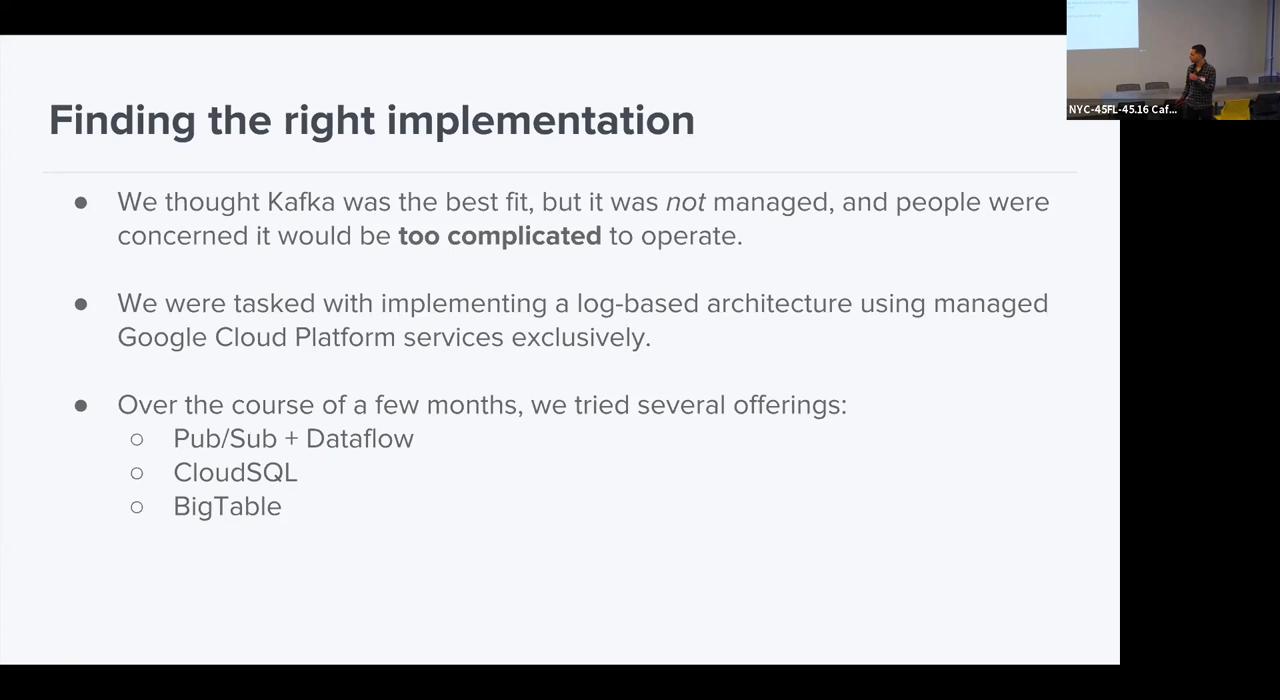 Finding the right implementation
● We thought Kafka was the best fit, but it was not managed, and people were
concerned it would be too complicated to operate.
● We were tasked with implementing a log-based architecture using managed
Google Cloud Platform services exclusively.
● Over the course of a few months, we tried several offerings:
○ Pub/Sub + Dataflow
○ CloudSQL
○ BigTable
NYC-45FL-45.16 Caf...